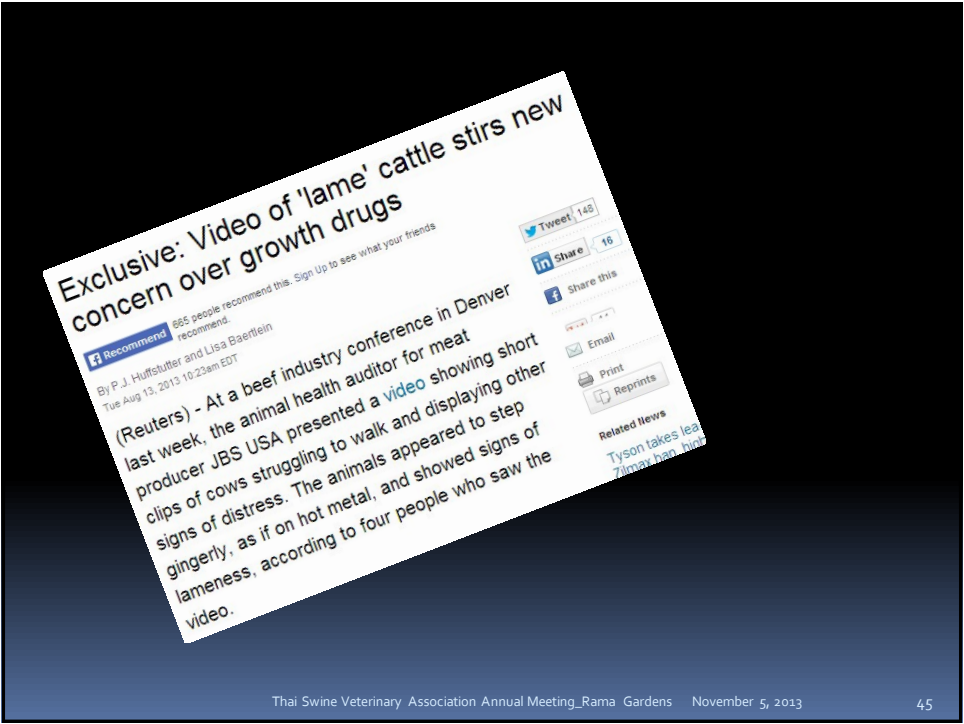 Exclusive: Video of 'lame' cattle stirs new
concern over growth drugs
Recommend
665 people recommend this. Sign Up to see what your friends
recommend.
By P.J. Huffstutter and Lisa Baertlein
Tue Aug 13, 2013 10:23am EDT
(Reuters) - At a beef industry conference in Denver
last week, the animal health auditor for meat
producer JBS USA presented a video showing short
clips of cows struggling to walk and displaying other
signs of distress. The animals appeared to step
gingerly, as if on hot metal, and showed signs of
lameness, according to four people who saw the
video.
Tweet 148
Share 16
Share this
Email
Print
Reprints
Related News
Tyson takes lea
Zilmax ban, high
Thai Swine Veterinary Association Annual Meeting_Rama Gardens November 5, 2013 45